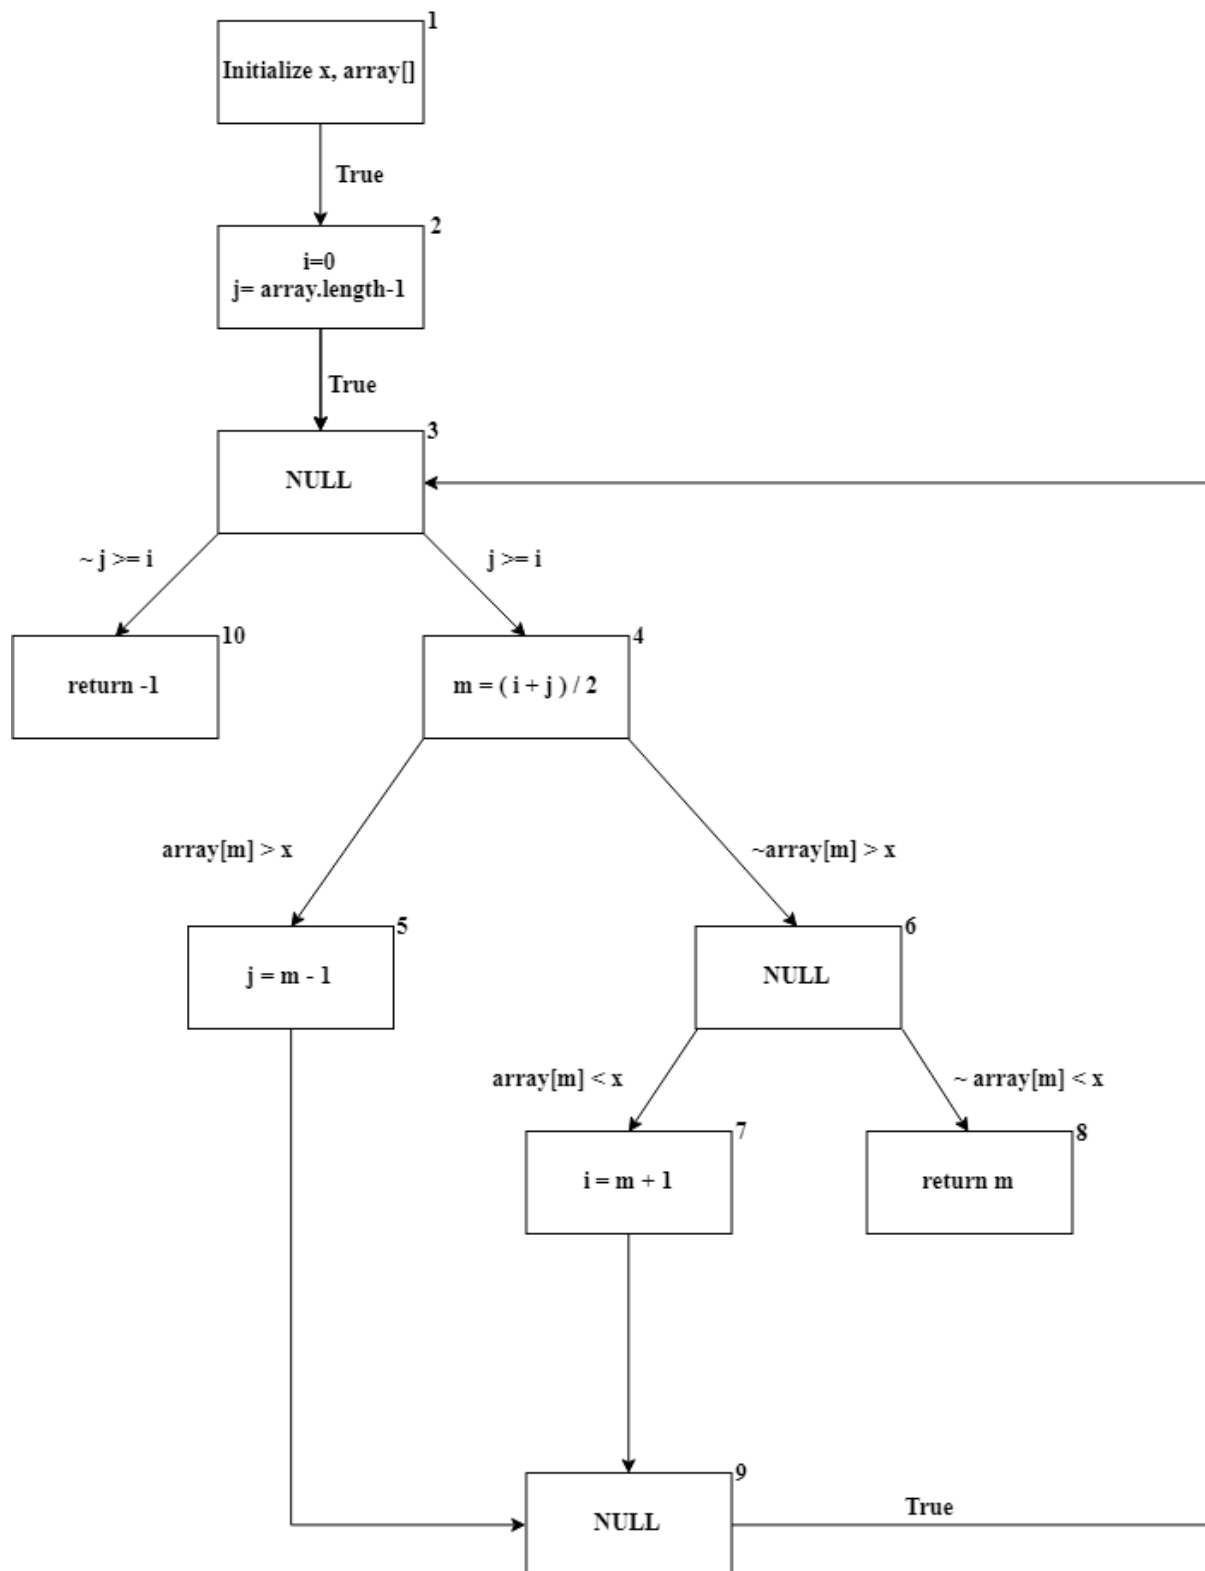 1
Initialize x, array[]
True
2
i=0
j= array.length-1
True
3
NULL
~ j >= i
j >= i
10
return -1
4
m = ( i + j ) / 2
array[m] > x
~array[m] > x
5
j = m - 1
6
NULL
array[m] < x
~ array[m] < x
7
i = m + 1
8
return m
9
NULL
True